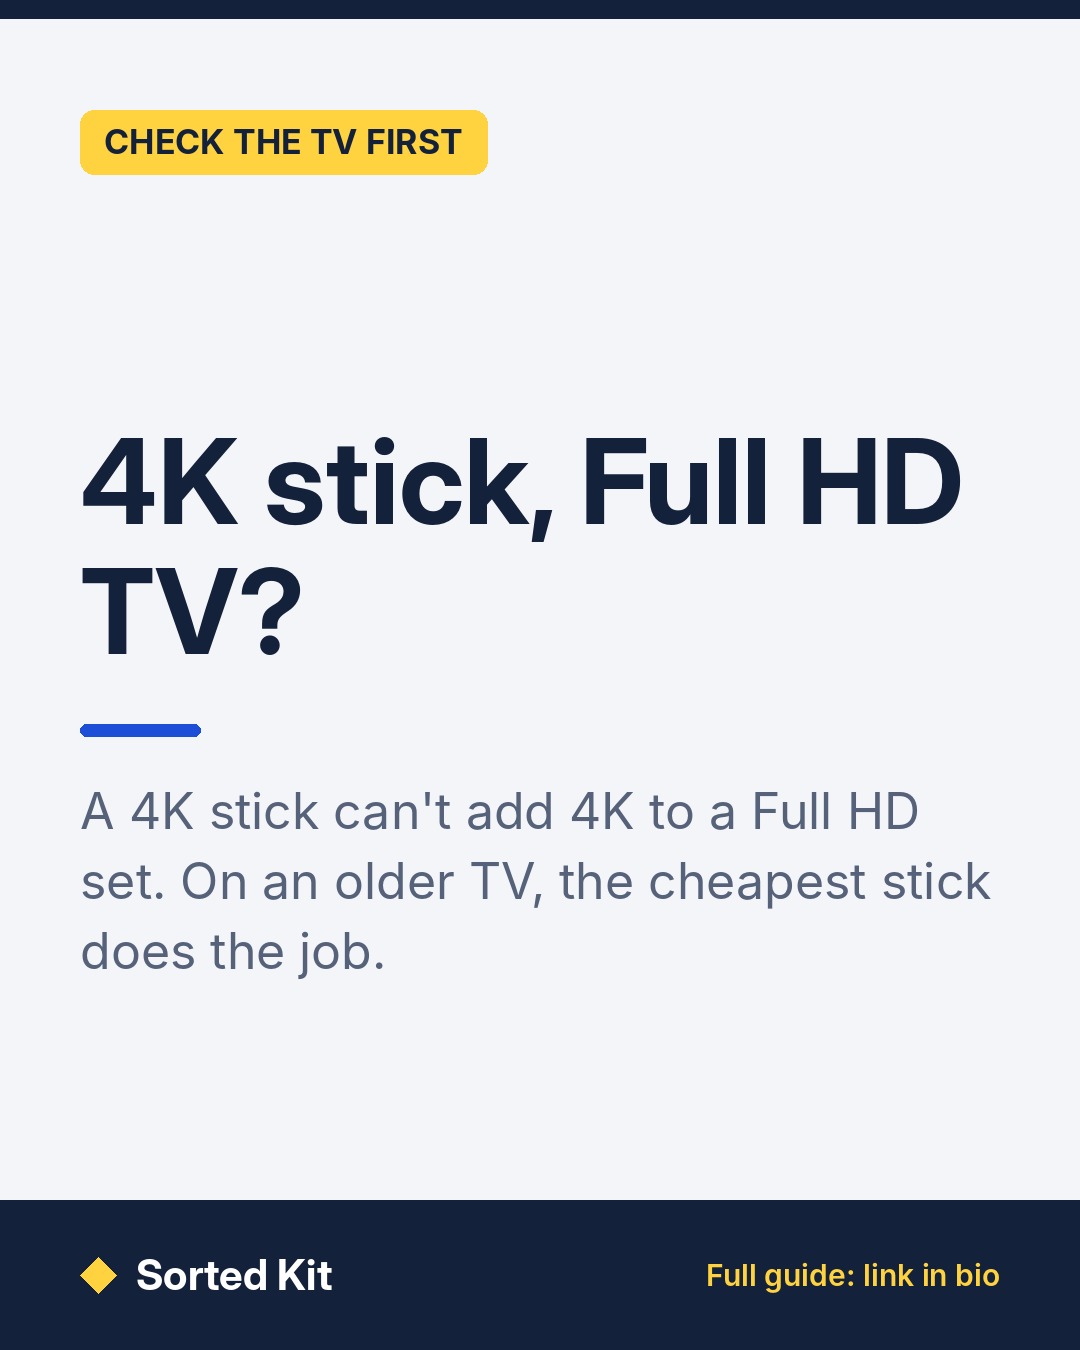 CHECK THE TV FIRST
4K stick, Full HD
TV?
A 4K stick can't add 4K to a Full HD
set. On an older TV, the cheapest stick
does the job.
Sorted Kit
Full guide: link in bio